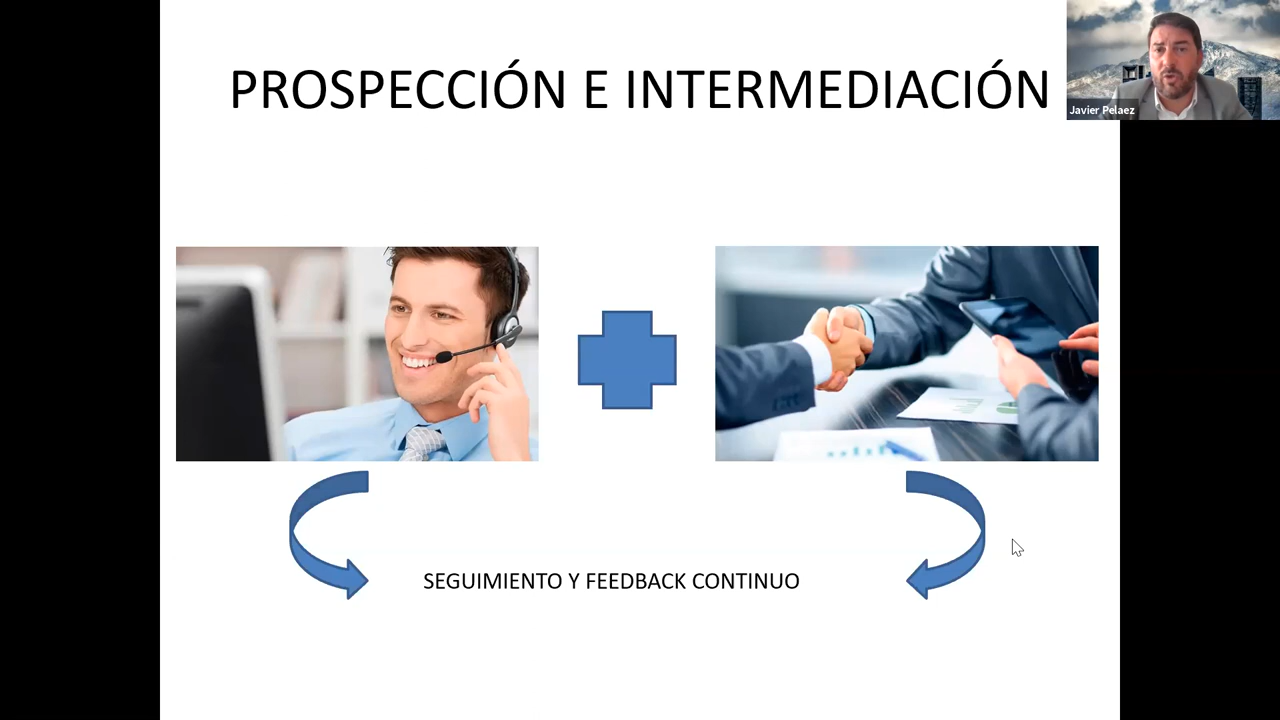 PROSPECCIÓN E INTERMEDIACIÓN
Javier Pelaez
SEGUIMIENTO Y FEEDBACK CONTINUO